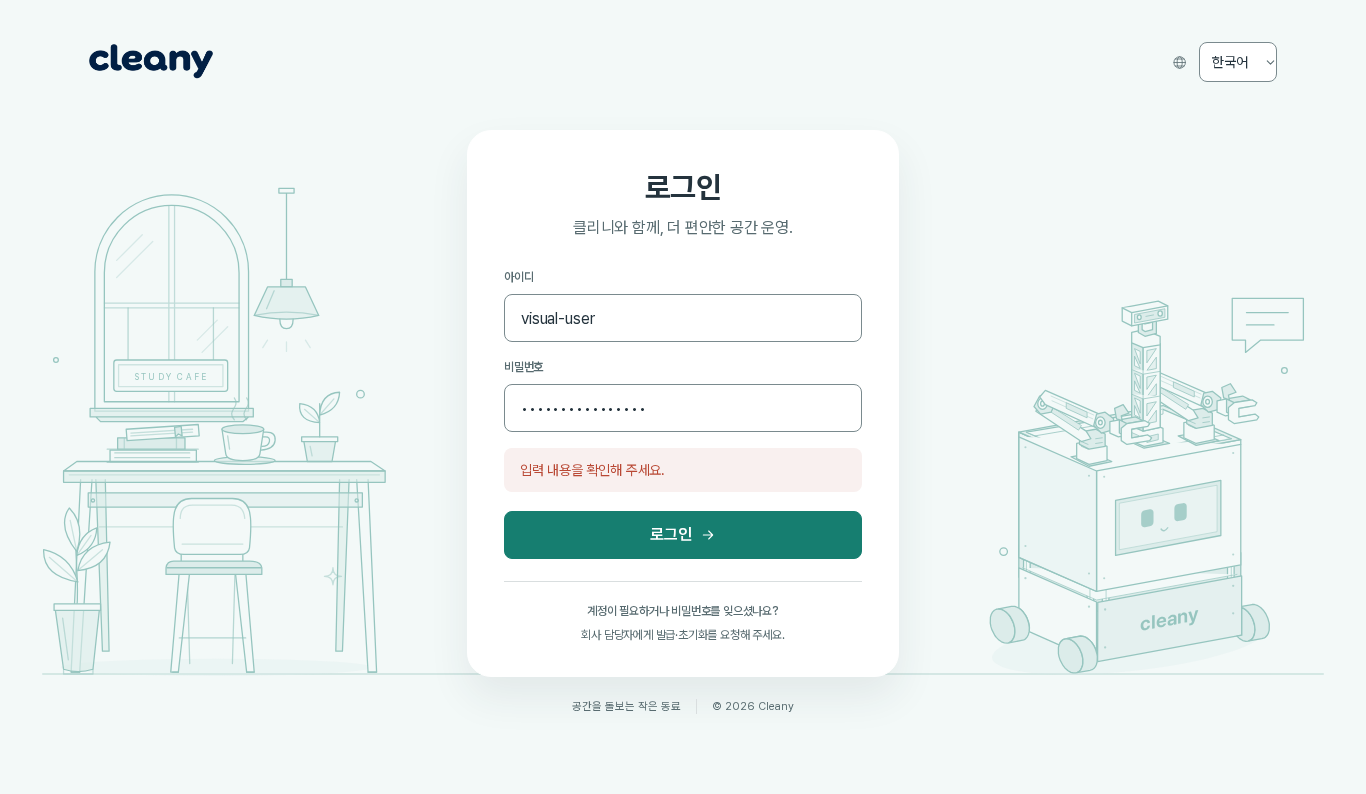 cleany
한국어
로그인
클리니와 함께, 더 편안한 공간 운영.
아이디
visual-user
비밀번호
••••••••••••••••
입력 내용을 확인해 주세요.
로그인 →
계정이 필요하거나 비밀번호를 잊으셨나요?
회사 담당자에게 발급·초기화를 요청해 주세요.
STUDY CAFE
cleany
공간을 돌보는 작은 동료
© 2026 Cleany